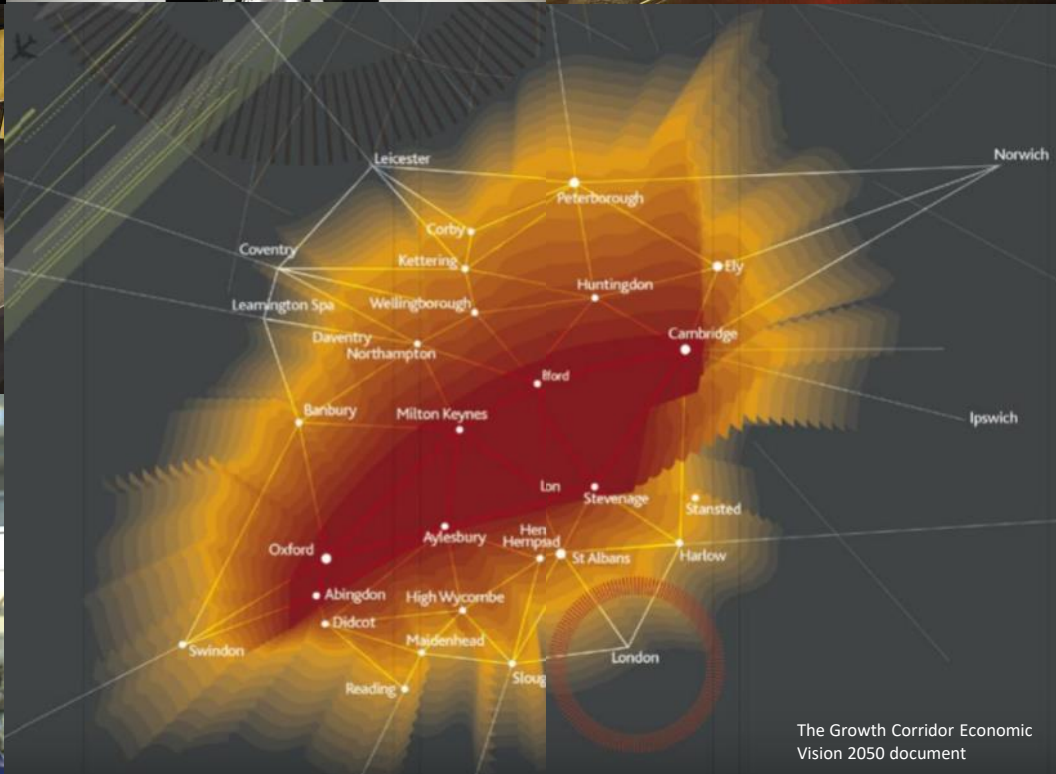 Leicester
Norwich
Peterborough
Corby
Coventry
Kettering
Ely
Huntingdon
Leamington Spa
Wellingborough
Daventry
Northampton
Cambridge
lford
Banbury
Milton Keynes
Ipswich
Stevenage
Stansted
Aylesbury
Hen
Oxford
St Albans
Harlow
Abingdon
High Wycombe
Didcot
Maidenhead
Swindon
London
Sloug
Reading
The Growth Corridor Economic
Vision 2050 document